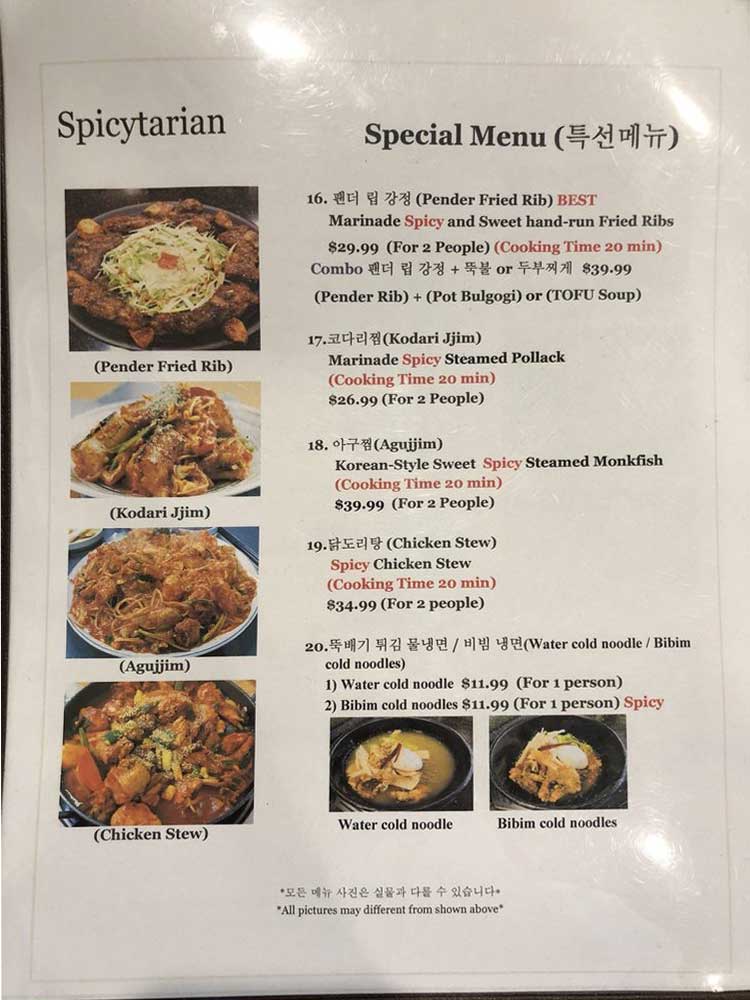 Spicytarian
Special Menu (특선메뉴)
16. 팬더 립 강정 (Pender Fried Rib) BEST
Marinade Spicy and Sweet hand-run Fried Ribs
$29.99 (For 2 People) (Cooking Time 20 min)
Combo 팬더 립 강정 + 뚝불 or 두부찌게 $39.99
(Pender Rib) + (Pot Bulgogi) or (TOFU Soup)
(Pender Fried Rib)
17.코다리찜(Kodari Jjim)
Marinade Spicy Steamed Pollack
(Cooking Time 20 min)
$26.99 (For 2 People)
(Kodari Jjim)
18. 아구찜(Agujjim)
Korean-Style Sweet Spicy Steamed Monkfish
(Cooking Time 20 min)
$39.99 (For 2 People)
(Agujjim)
19.닭도리탕 (Chicken Stew)
Spicy Chicken Stew
(Cooking Time 20 min)
$34.99 (For 2 people)
(Chicken Stew)
20.뚝배기 튀김 물냉면 / 비빔 냉면(Water cold noodle / Bibim
cold noodles)
1) Water cold noodle $11.99 (For 1 person)
2) Bibim cold noodles $11.99 (For 1 person) Spicy
Water cold noodle
Bibim cold noodles
*모든 메뉴 사진은 실물과 다를 수 있습니다*
*All pictures may different from shown above*